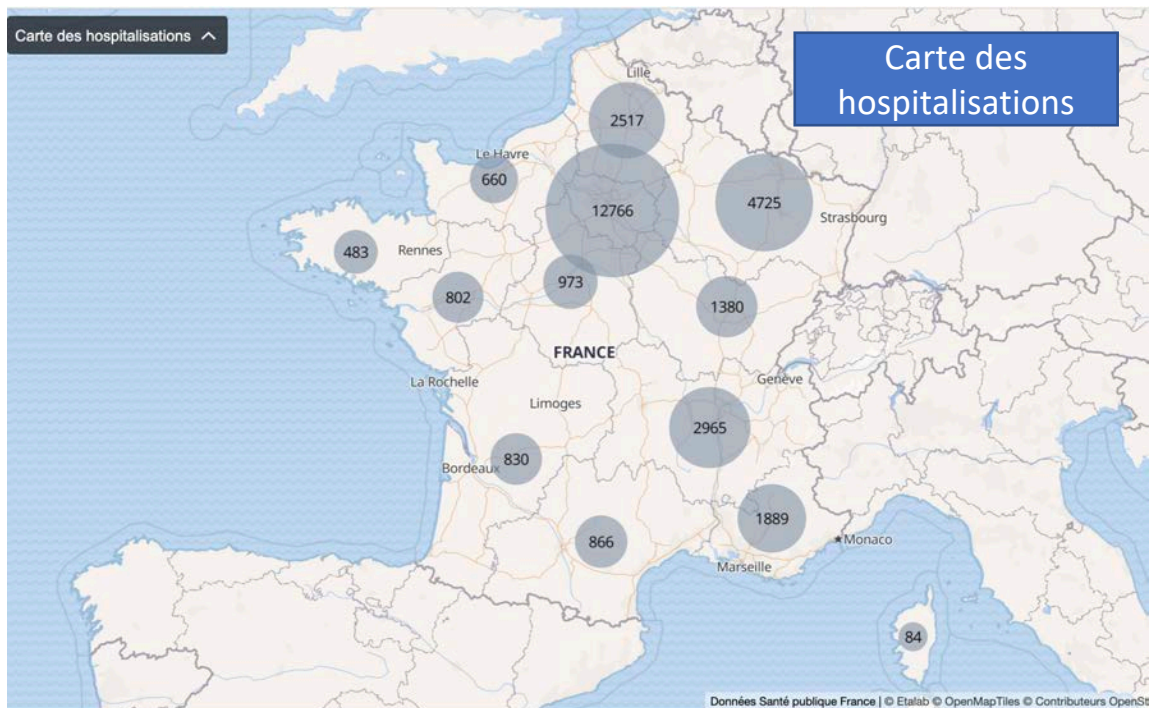 Carte des hospitalisations
Carte des
hospitalisations
Lille
2517
Le Havre
660
12766
4725
Strasbourg
483
Rennes
802
973
1380
FRANCE
La Rochelle
Limoges
Genève
2965
Bordeaux
830
1889
866
★Monaco
Marseille
84
Données Santé publique France | © Etalab © OpenMapTiles © Contributeurs OpenSt